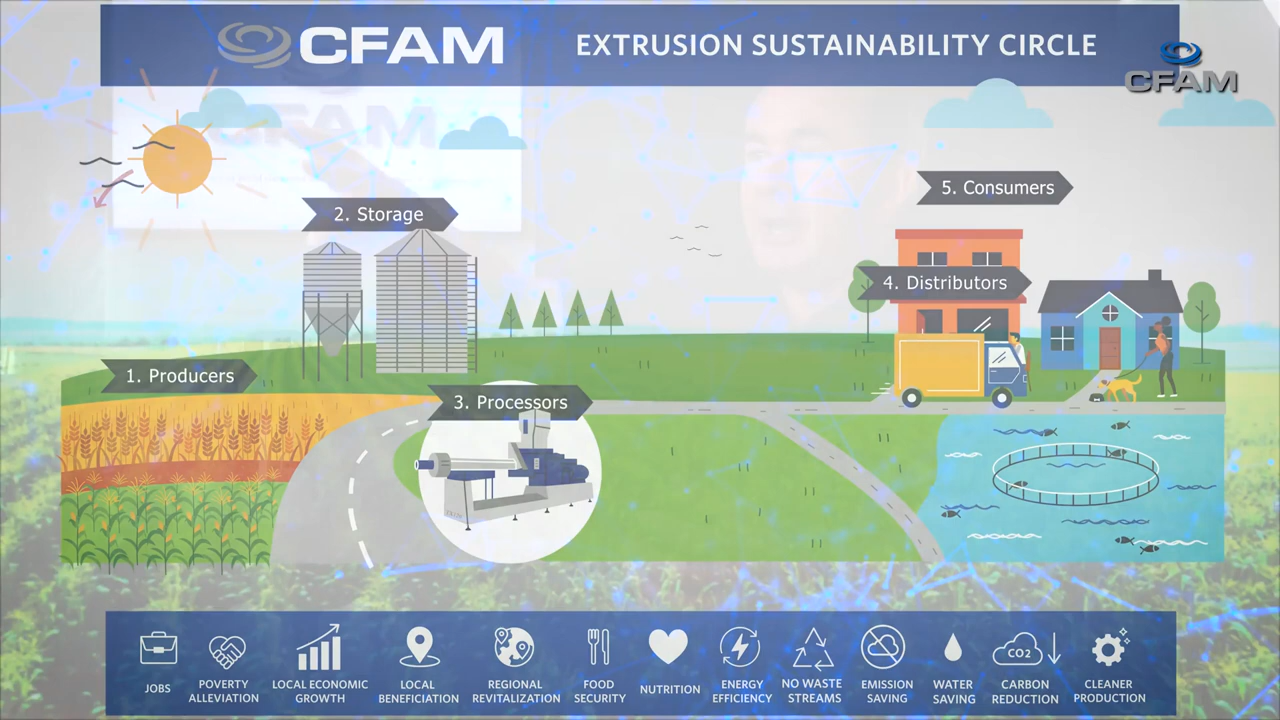 CFAM
EXTRUSION SUSTAINABILITY CIRCLE
CFAM
CFAM
5. Consumers
2. Storage
4. Distributors
1. Producers
3. Processors
JOBS
POVERTY
ALLEVIATION
LOCAL ECONOMIC
GROWTH
LOCAL
BENEFICIATION
REGIONAL
REVITALIZATION
FOOD
SECURITY
NUTRITION
ENERGY
EFFICIENCY
NO WASTE
STREAMS
EMISSION
SAVING
WATER
SAVING
CO2
CARBON
REDUCTION
CLEANER
PRODUCTION